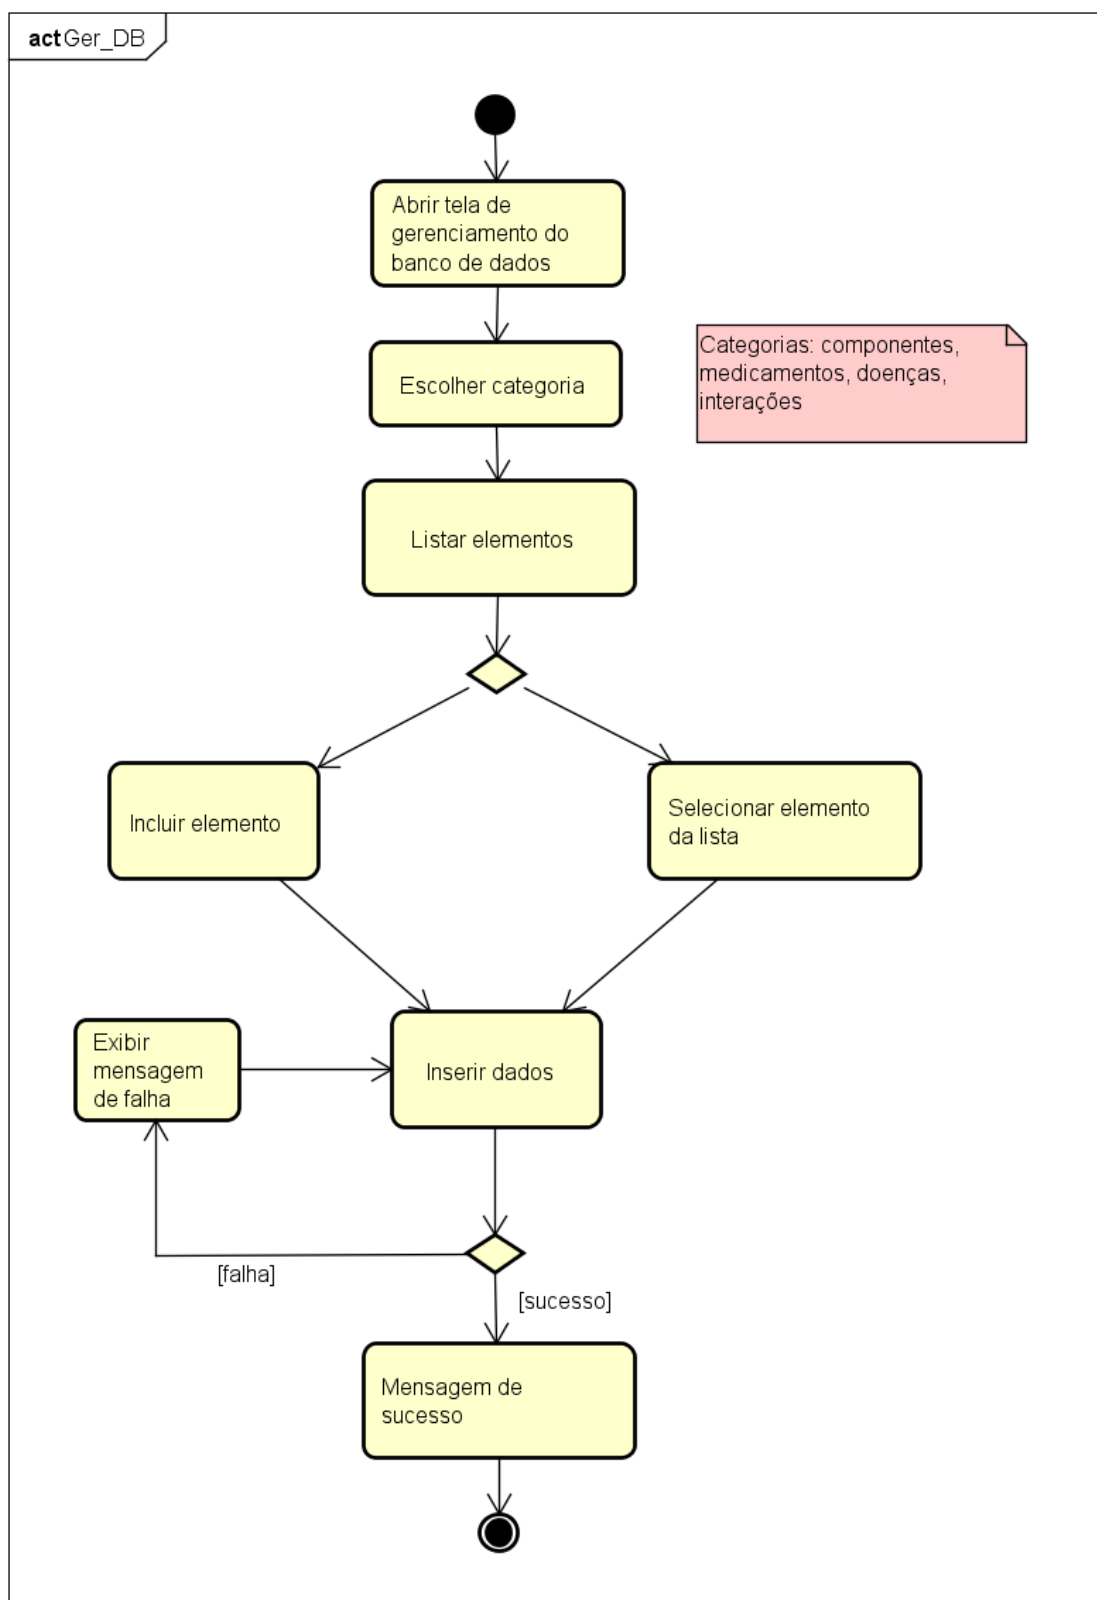 act Ger_DB
Abrir tela de
gerenciamento do
banco de dados
Categorias: componentes,
medicamentos, doenças,
interações
Escolher categoria
Listar elementos
Incluir elemento
Selecionar elemento
da lista
Exibir
mensagem
de falha
Inserir dados
[falha]
[sucesso]
Mensagem de
sucesso